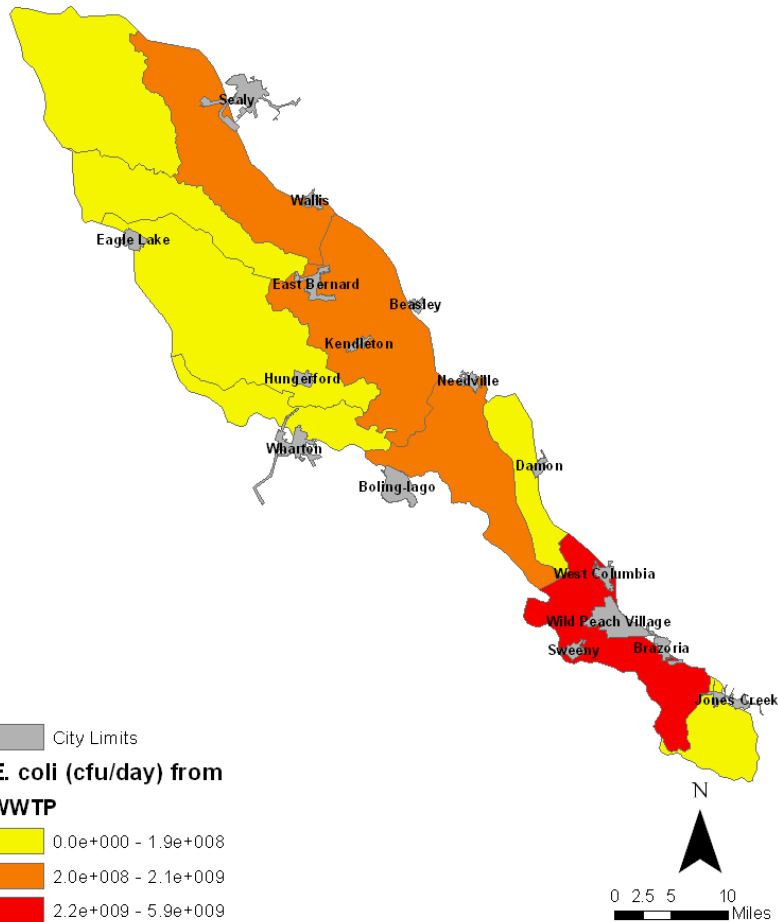 Sealy
Wallis
Eagle Lake
East Bernard
Beasley
Kendleton
Hungerford
Needville
Wharton
Damon
Boling-Iago
West Columbia
Wild Peach Village
Sweeny
Brazoria
Jones Creek
City Limits
E. coli (cfu/day) from
WWTP
0.0e+000 - 1.9e+008
2.0e+008 - 2.1e+009
2.2e+009 - 5.9e+009
N
0 2.5 5 10
Miles